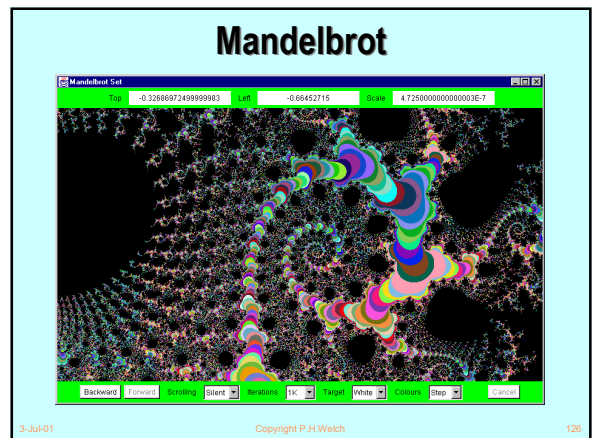 Mandelbrot
Mandelbrot Set
Top -0.32686972499999983 Left -0.66452715 Scale 4.7250000000000003E-7
Backward Forward Scrolling Silent Iterations 1K Target White Colours Step Cancel
3-Jul-01 Copyright P.H.Welch 126